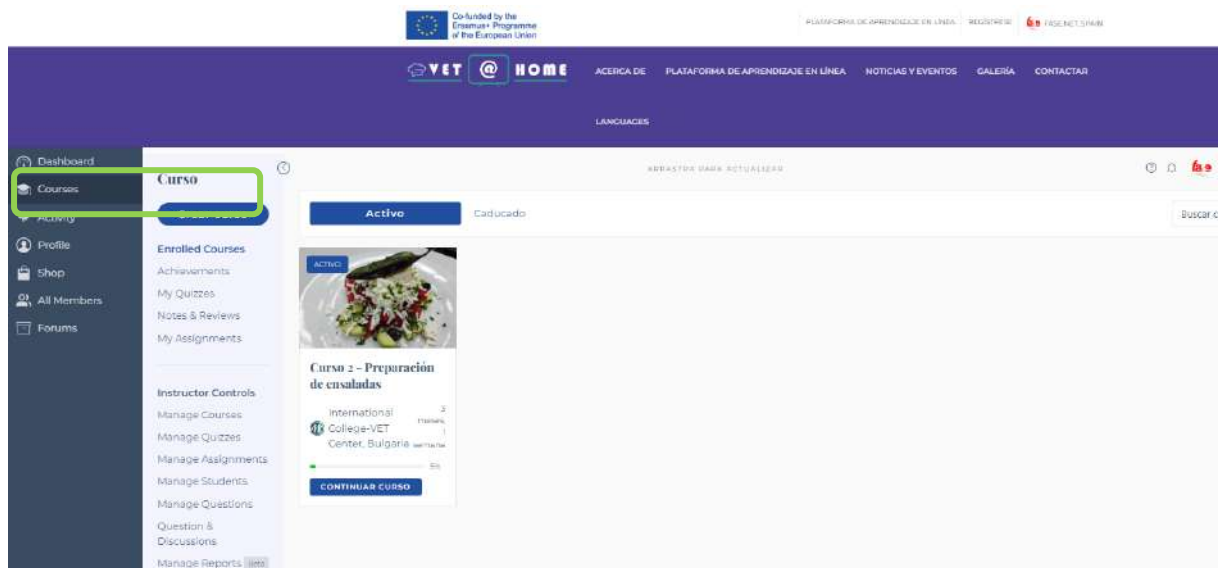 Co-funded by the
Erasmus+ Programme
of the European Union
PLATAFORMA DE APRENDIZAJE EN LÍNEA
REGÍSTRESE
FASE.NET, SPAIN
VET @ HOME
ACERCA DE
PLATAFORMA DE APRENDIZAJE EN LÍNEA
NOTICIAS Y EVENTOS
GALERÍA
CONTACTAR
LANGUAGES
Dashboard
Courses
Activity
Profile
Shop
All Members
Forums
Curso
Enrolled Courses
Achievements
My Quizzes
Notes & Reviews
My Assignments
Instructor Controls
Manage Courses
Manage Quizzes
Manage Assignments
Manage Students
Manage Questions
Question &
Discussions
Manage Reports Beta
ARRASTRA PARA ACTUALIZAR
Activo
Caducado
Buscar
ACTIVO
Curso 2 - Preparación
de ensaladas
International
College-VET
Center, Bulgaria
CONTINUAR CURSO